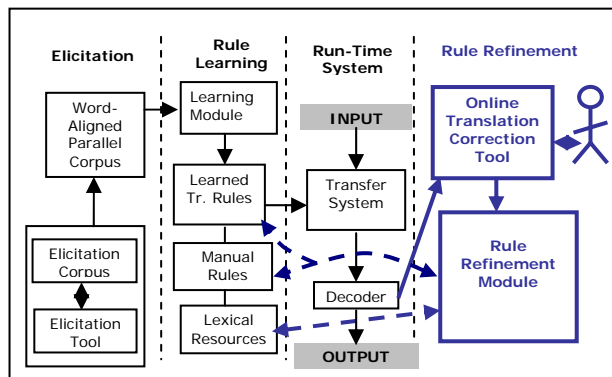 Elicitation
Rule
Learning
Run-Time
System
Rule Refinement
Word-
Aligned
Parallel
Corpus
Elicitation
Corpus
Elicitation
Tool
Learning
Module
Learned
Tr. Rules
Manual
Rules
Lexical
Resources
INPUT
Transfer
System
Decoder
OUTPUT
Online
Translation
Correction
Tool
Rule
Refinement
Module